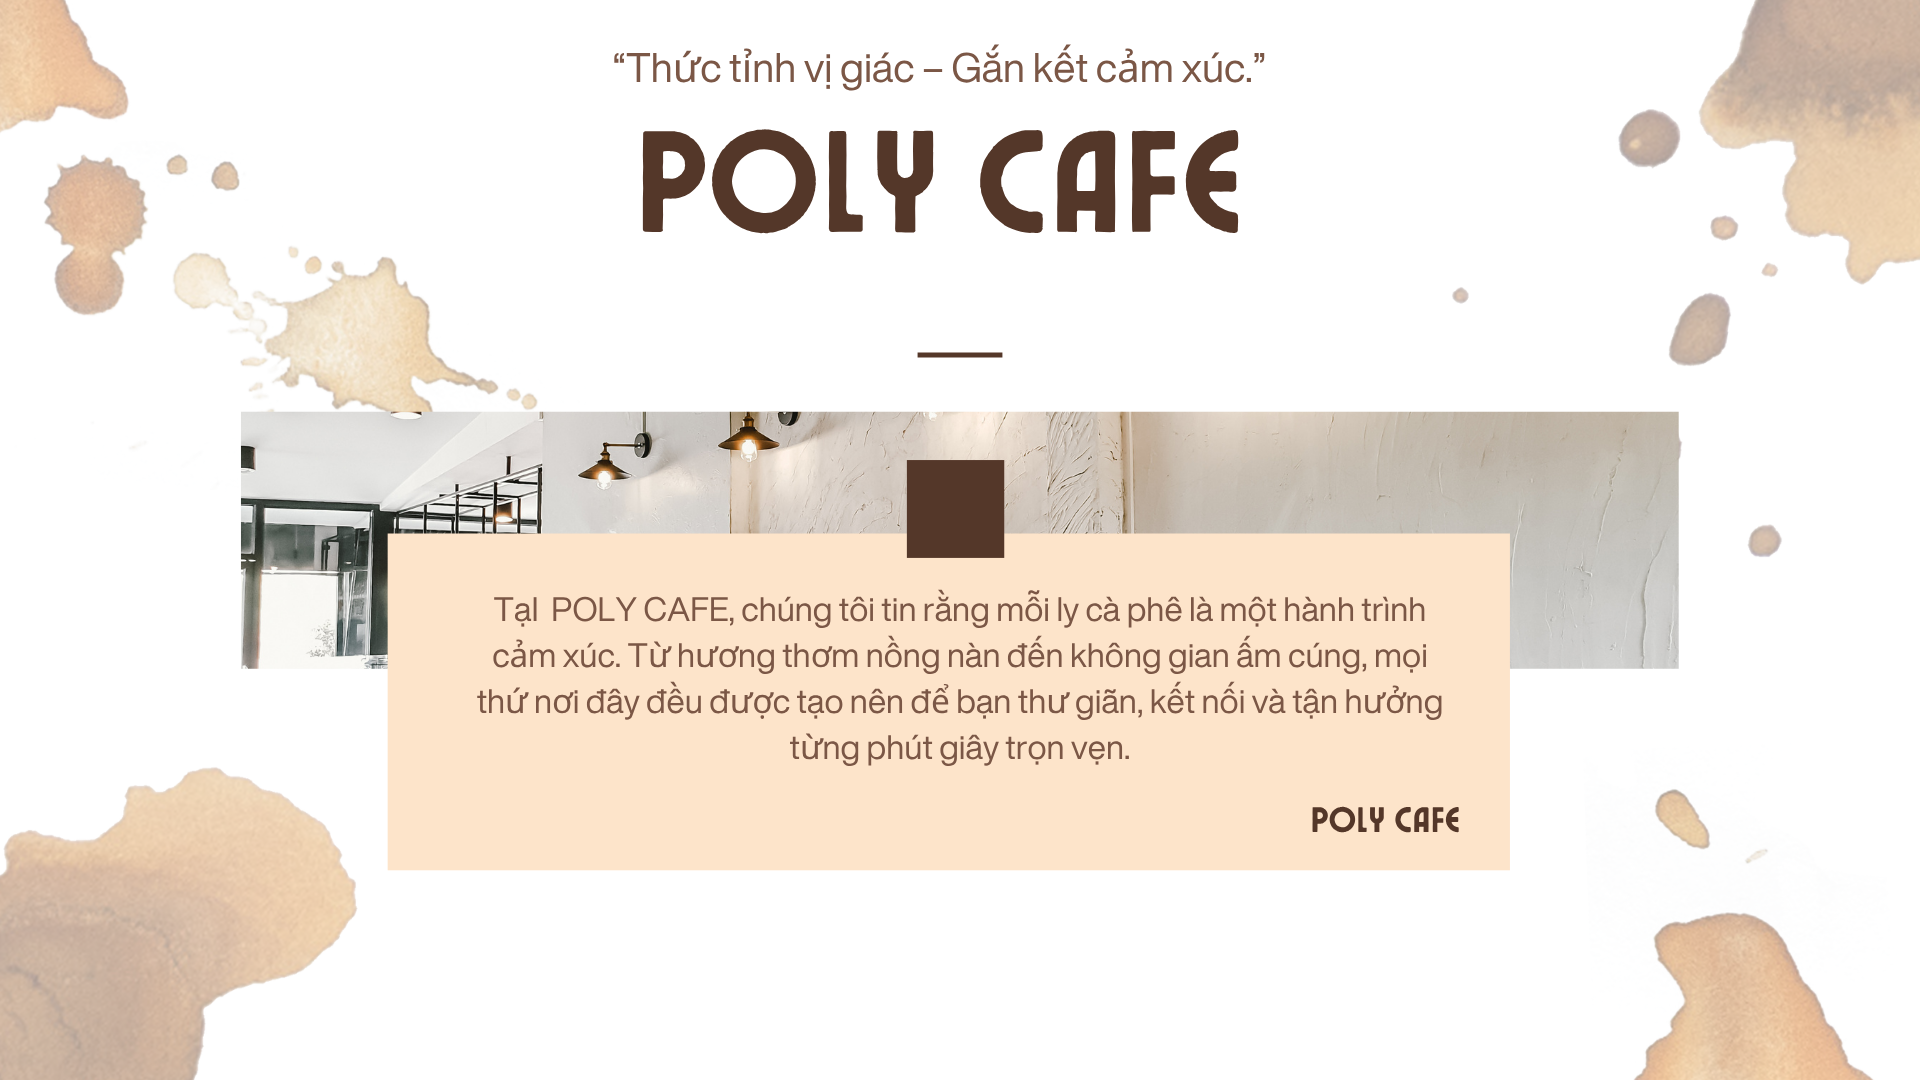 “Thức tỉnh vị giác – Gắn kết cảm xúc.”
POLY CAFE
Tạl POLY CAFE, chúng tôi tin rằng mỗi ly cà phê là một hành trình
cảm xúc. Từ hương thơm nồng nàn đến không gian ấm cúng, mọi
thứ nơi đây đều được tạo nên để bạn thư giãn, kết nối và tận hưởng
từng phút giây trọn vẹn.
POLY CAFE